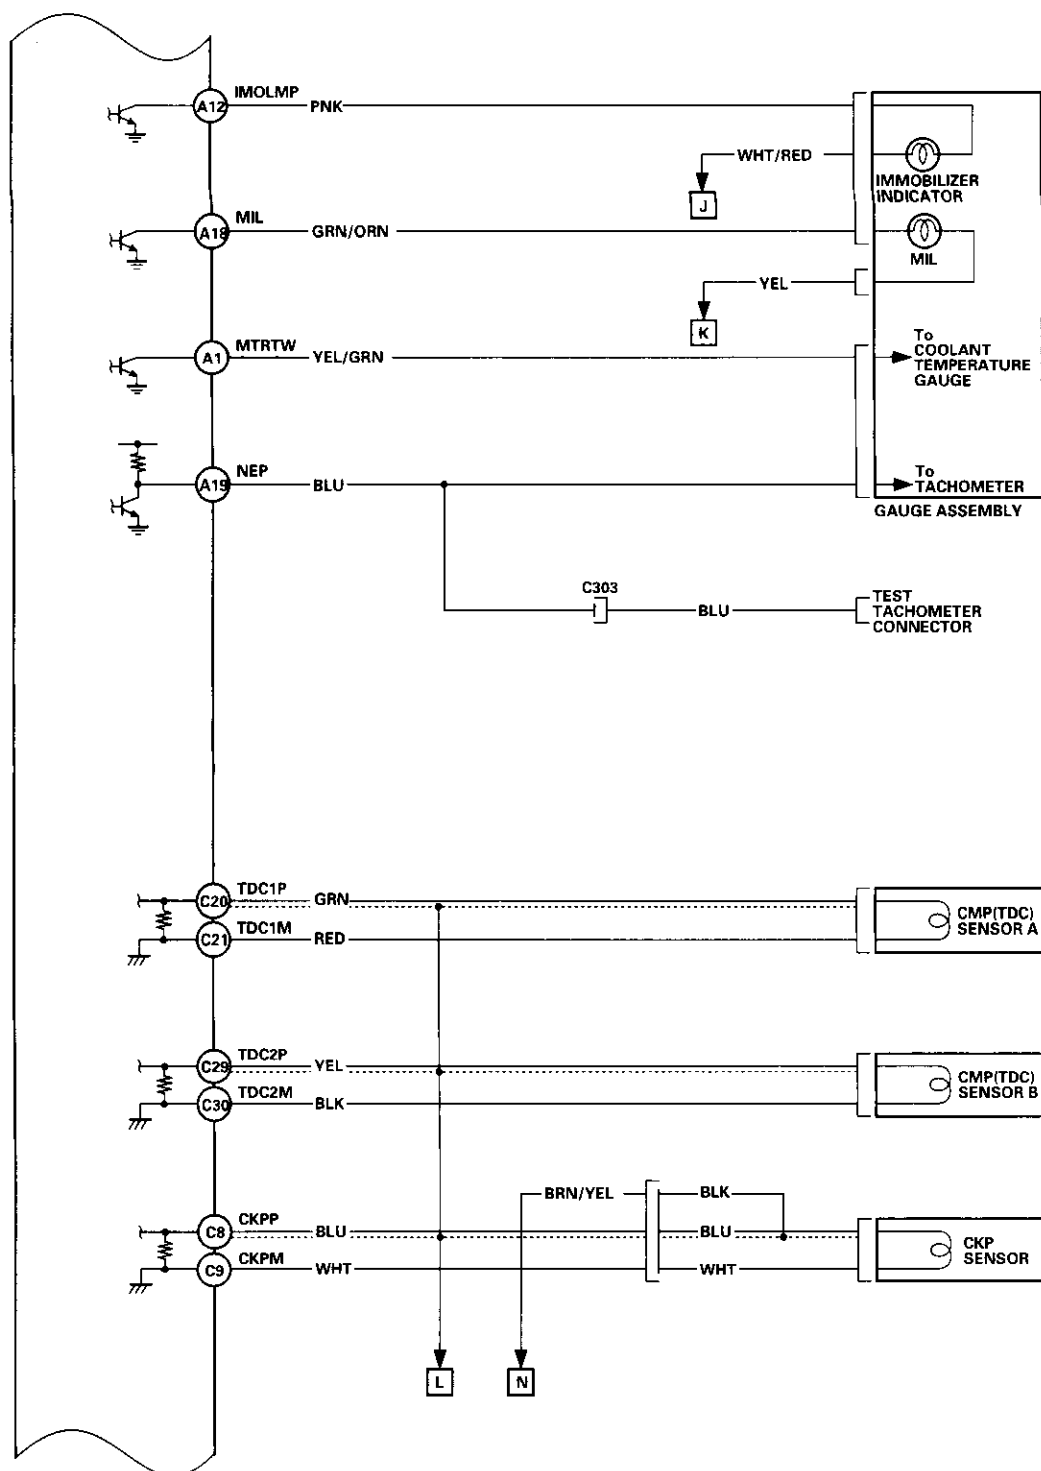 IMOLMP
A12
PNK
WHT/RED
J
IMMOBILIZER
INDICATOR
MIL
A18
GRN/ORN
MIL
YEL
K
MTRTW
A1
YEL/GRN
To
COOLANT
TEMPERATURE
GAUGE
NEP
A19
BLU
To
TACHOMETER
GAUGE ASSEMBLY
C303
BLU
TEST
TACHOMETER
CONNECTOR
TDC1P
C20
GRN
TDC1M
C21
RED
CMP(TDC)
SENSOR A
TDC2P
C29
YEL
TDC2M
C30
BLK
CMP(TDC)
SENSOR B
BRN/YEL
BLK
CKPP
C8
BLU
BLU
CKPM
C9
WHT
WHT
CKP
SENSOR
L
N